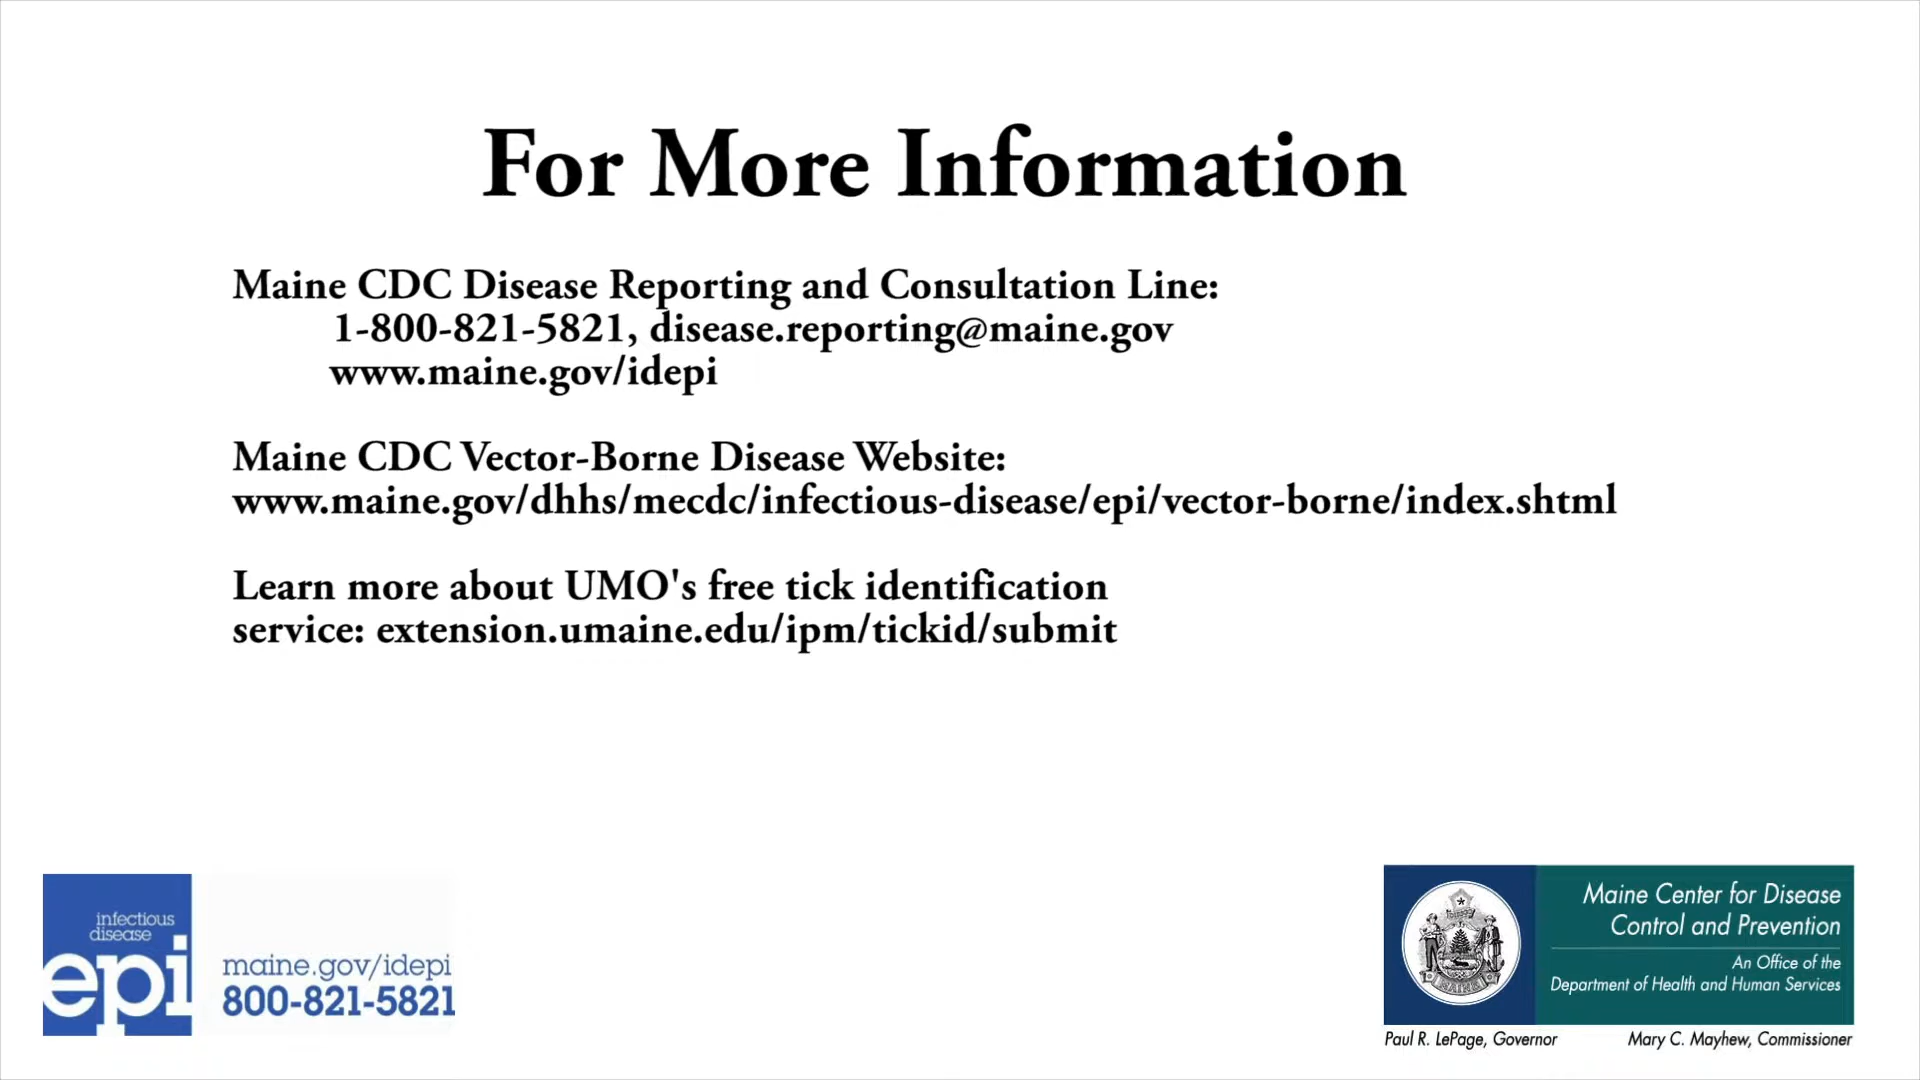 For More Information
Maine CDC Disease Reporting and Consultation Line:
1-800-821-5821, disease.reporting@maine.gov
www.maine.gov/idepi
Maine CDC Vector-Borne Disease Website:
www.maine.gov/dhhs/mecdc/infectious-disease/epi/vector-borne/index.shtml
Learn more about UMO's free tick identification
service: extension.umaine.edu/ipm/tickid/submit
infectious
disease
epi
maine.gov/idepi
800-821-5821
Maine Center for Disease
Control and Prevention
An Office of the
Department of Health and Human Services
Paul R. LePage, Governor
Mary C. Mayhew, Commissioner